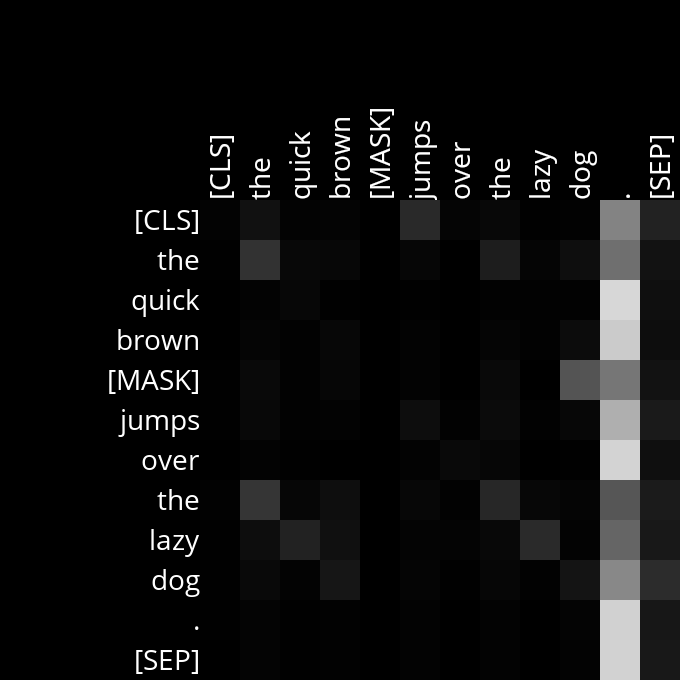 [CLS] the quick brown [MASK] jumps over the lazy dog . [SEP]
[CLS]
the
quick
brown
[MASK]
jumps
over
the
lazy
dog
.
[SEP]